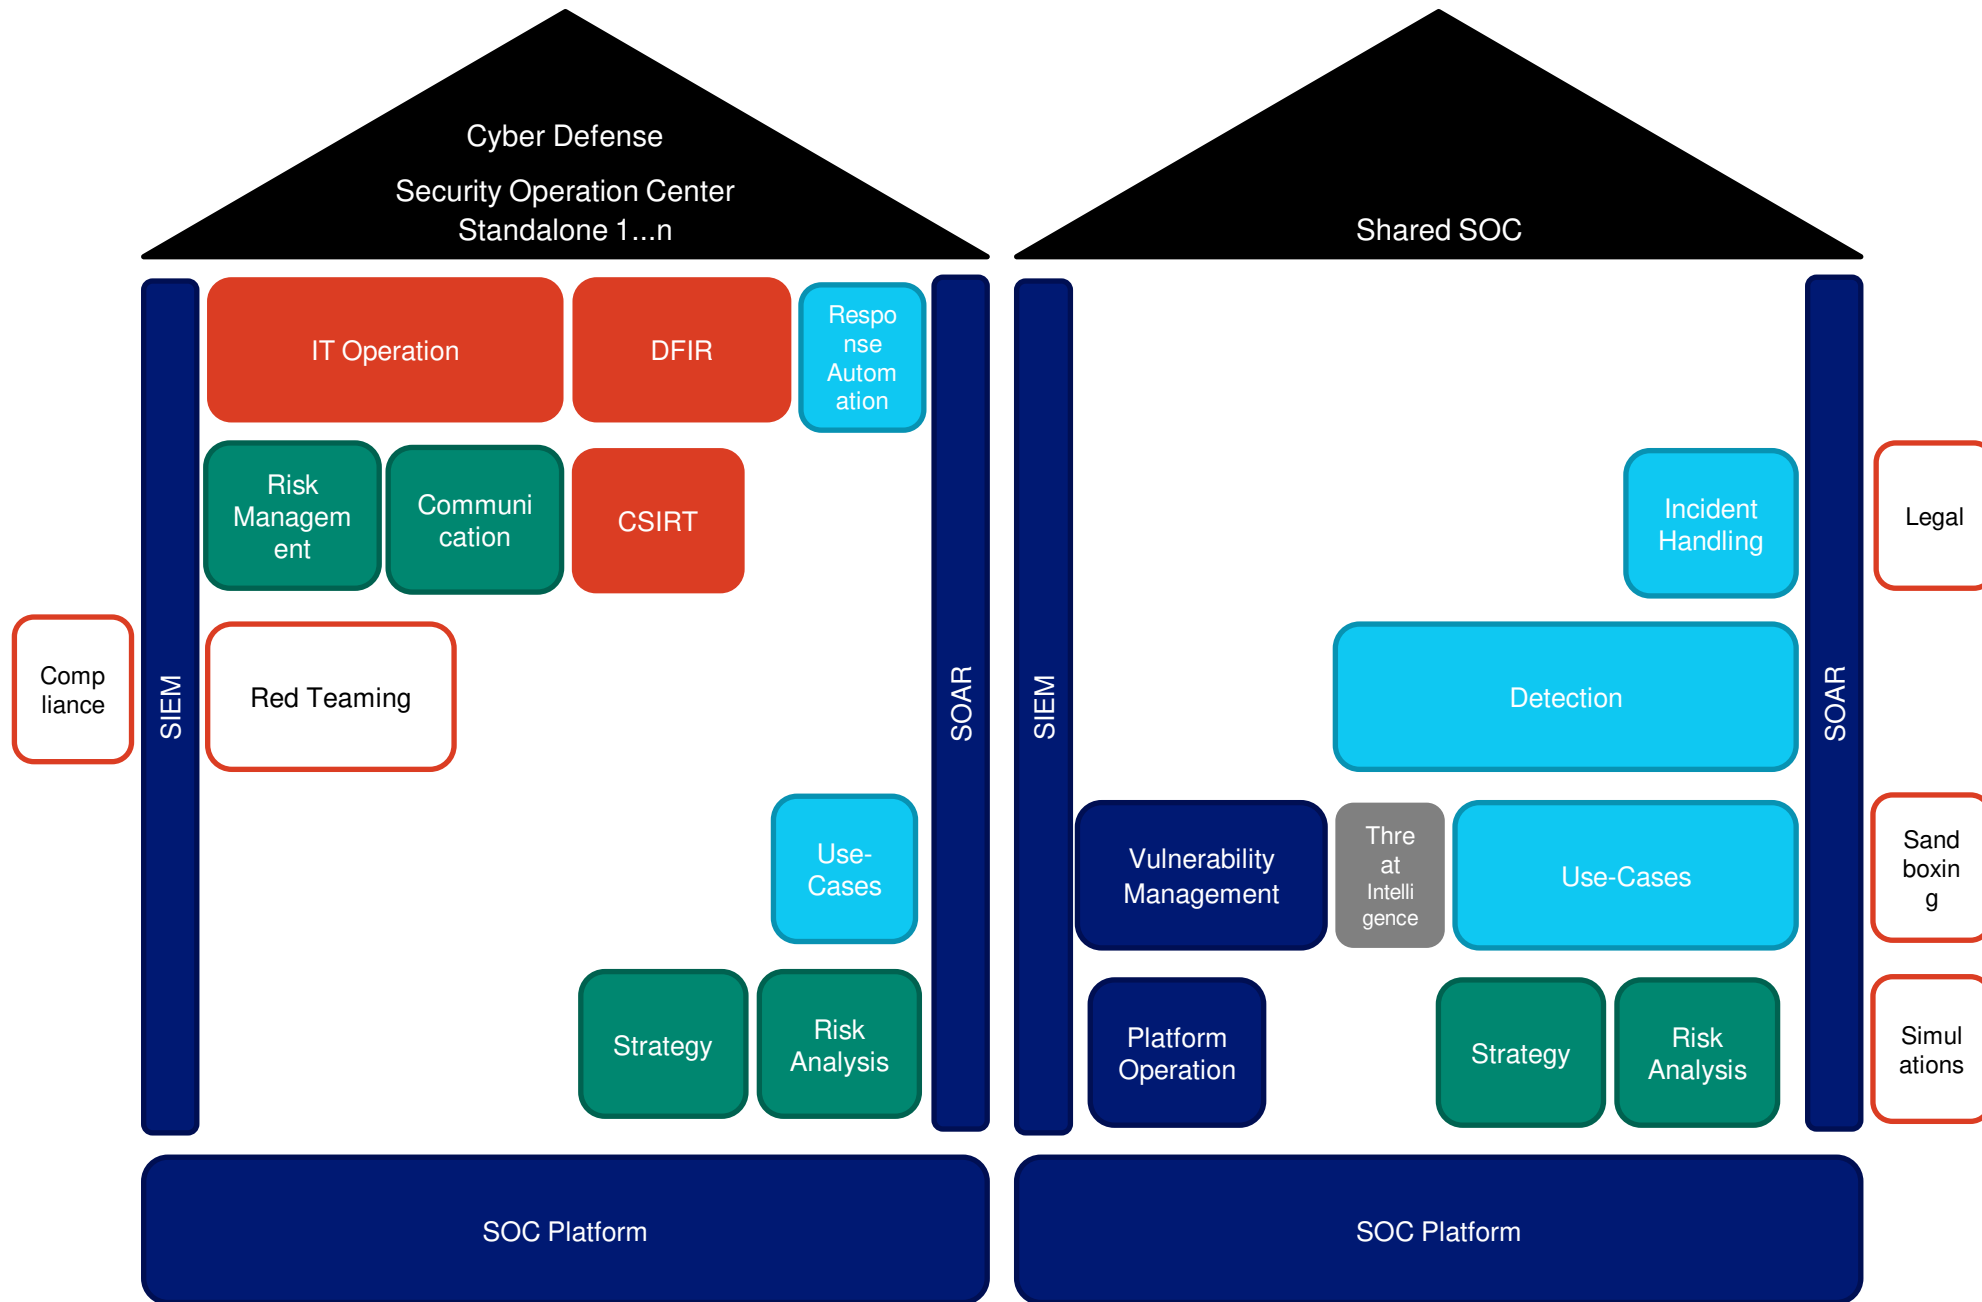 Cyber Defense
Security Operation Center
Standalone 1...n
Shared SOC
IT Operation
DFIR
Respo
nse
Autom
ation
Risk
Managem
ent
Communi
cation
CSIRT
Incident
Handling
Legal
Comp
liance
SIEM
Red Teaming
SOAR
SIEM
Detection
SOAR
Use-
Cases
Vulnerability
Management
Thre
at
Intelli
gence
Use-Cases
Sand
boxin
g
Strategy
Risk
Analysis
Platform
Operation
Strategy
Risk
Analysis
Simul
ations
SOC Platform
SOC Platform